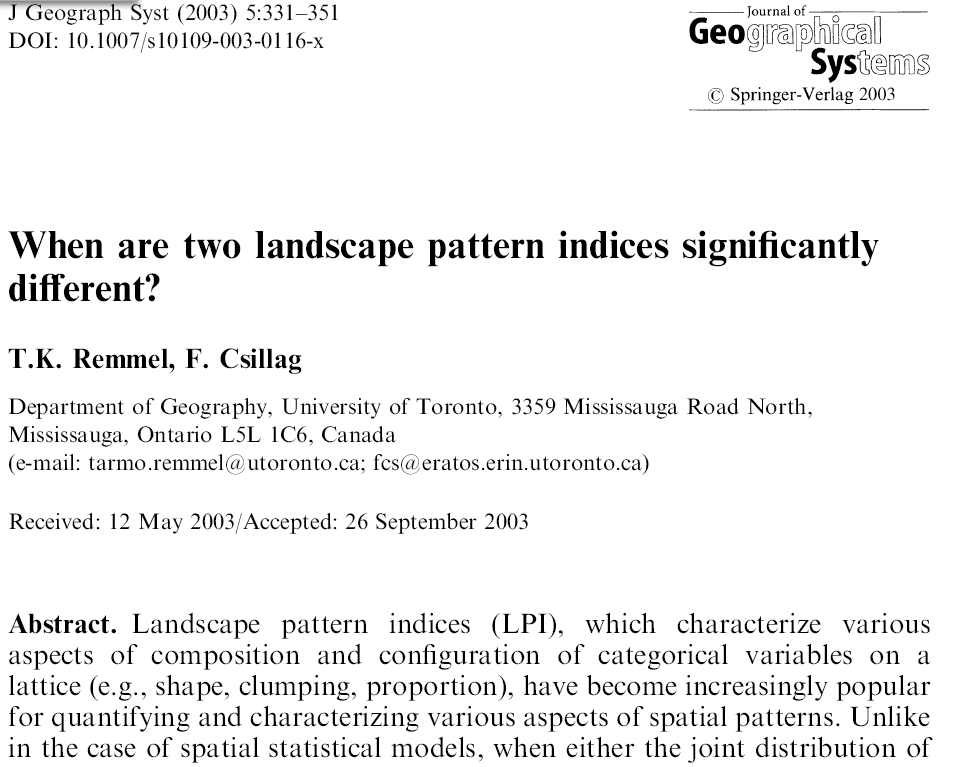 J Geograph Syst (2003) 5:331–351
DOI: 10.1007/s10109-003-0116-x
Journal of
Geographical
Systems
© Springer-Verlag 2003
When are two landscape pattern indices significantly
different?
T.K. Remmel, F. Csillag
Department of Geography, University of Toronto, 3359 Mississauga Road North,
Mississauga, Ontario L5L 1C6, Canada
(e-mail: tarmo.remmel@utoronto.ca; fcs@eratos.erin.utoronto.ca)
Received: 12 May 2003/Accepted: 26 September 2003
Abstract. Landscape pattern indices (LPI), which characterize various
aspects of composition and configuration of categorical variables on a
lattice (e.g., shape, clumping, proportion), have become increasingly popular
for quantifying and characterizing various aspects of spatial patterns. Unlike
in the case of spatial statistical models, when either the joint distribution of